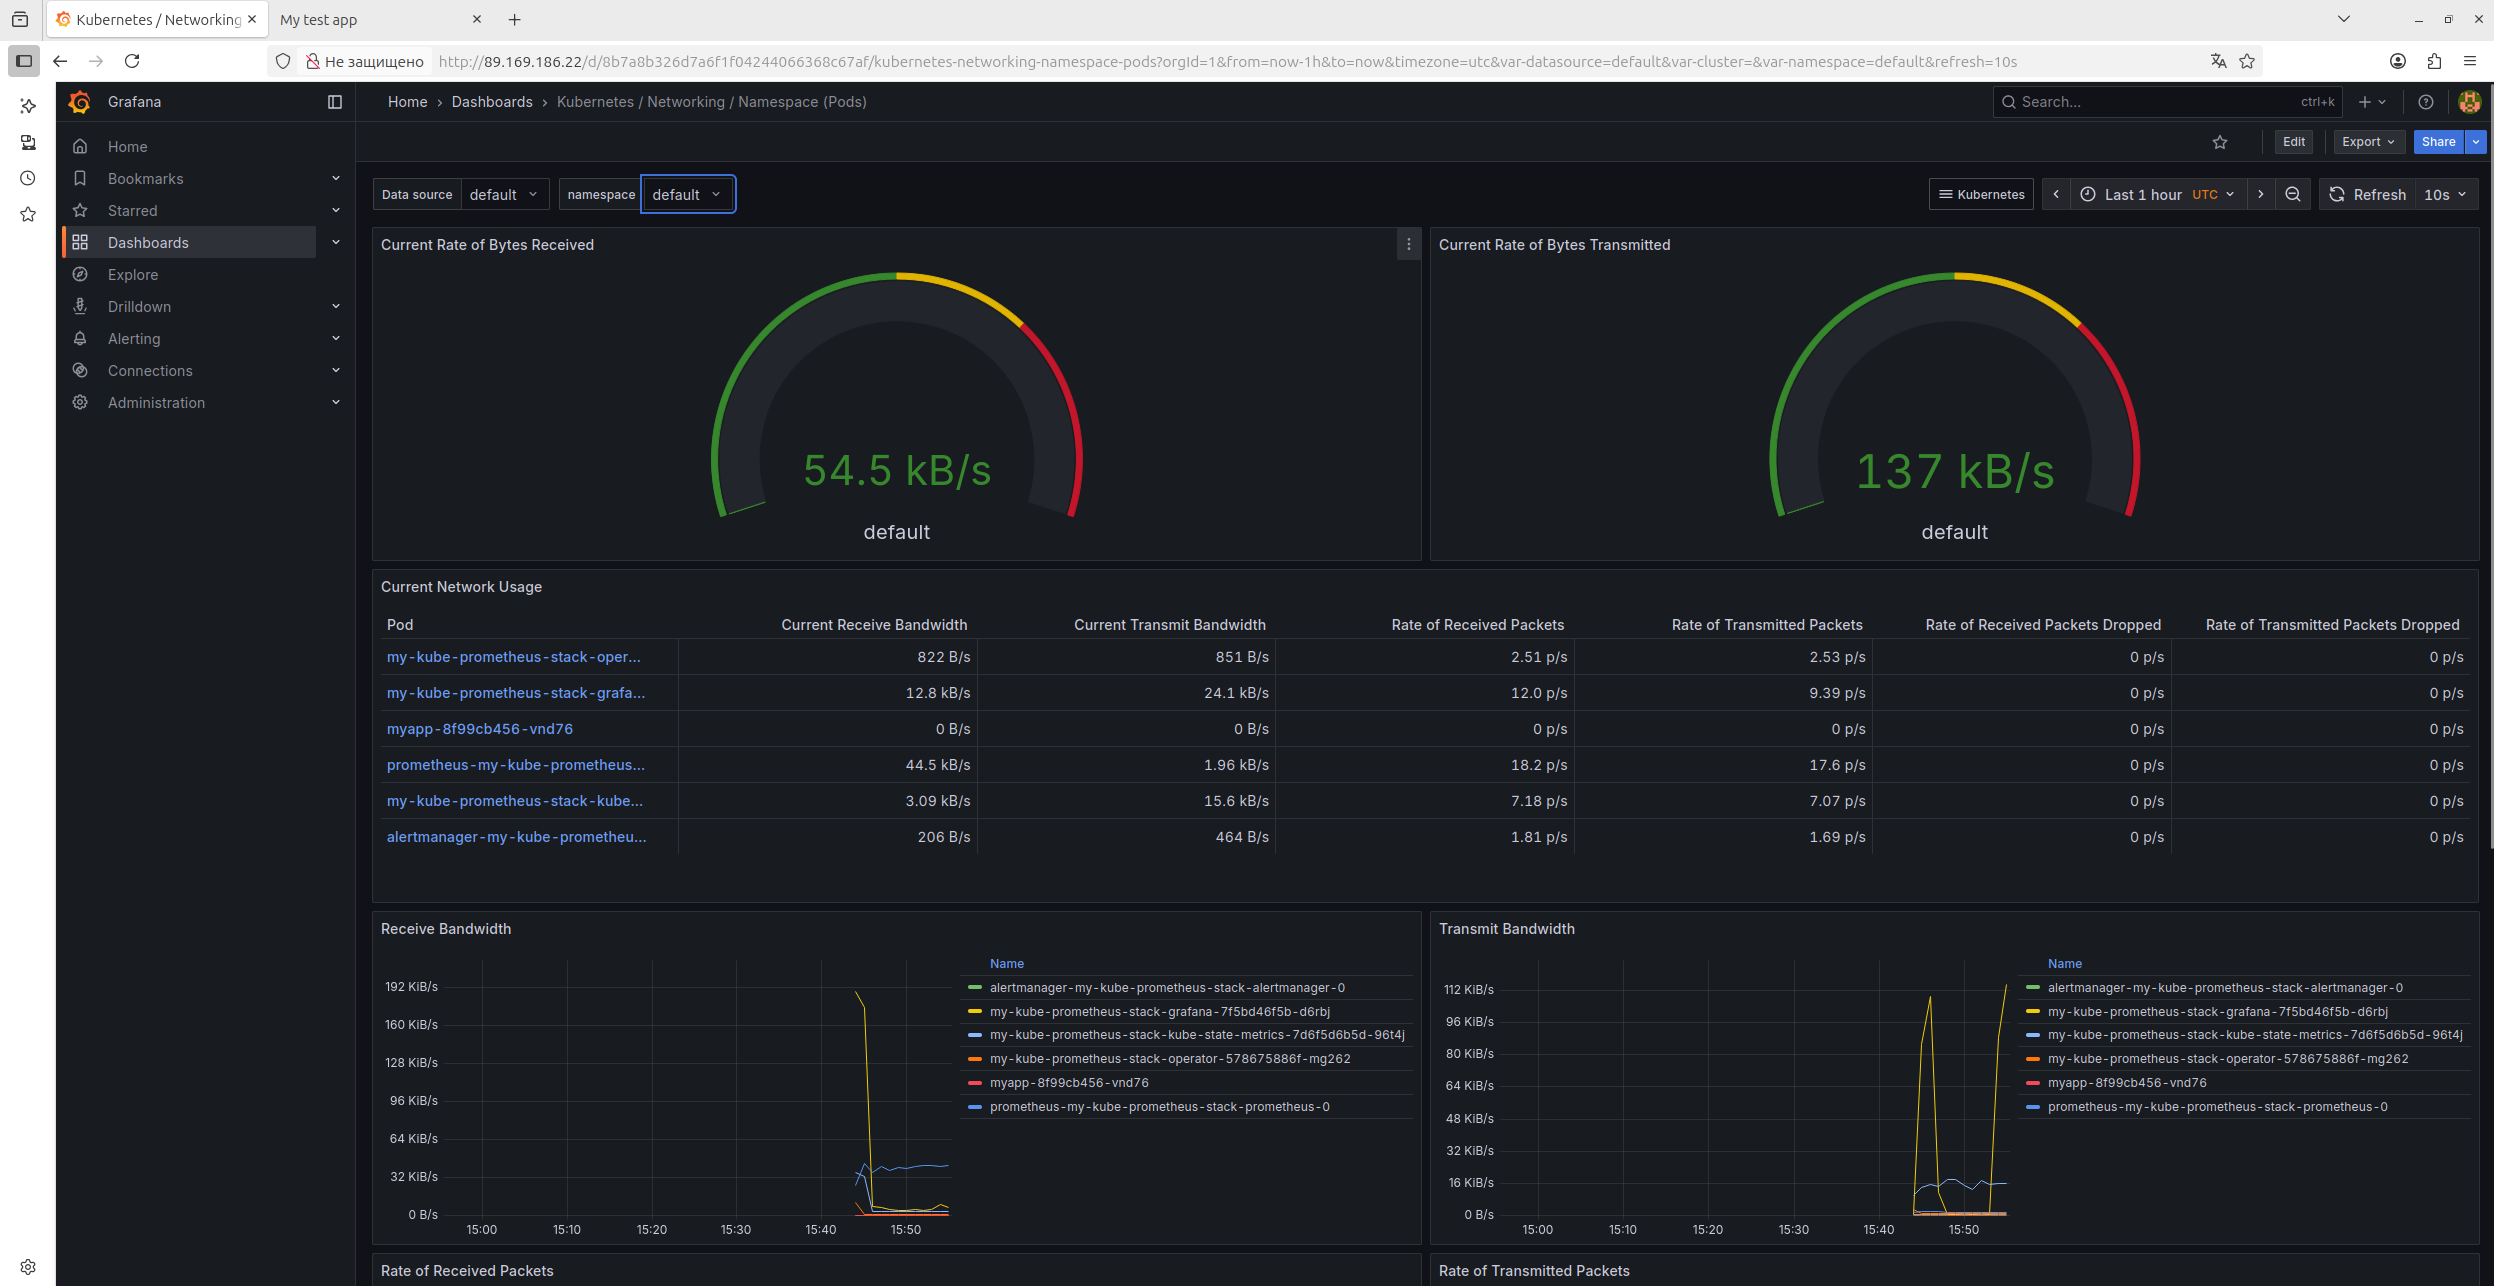 Kubernetes / Networking
My test app
Не защищено
http://89.169.186.22/d/8b7a8b326d7a6f1f04244066368c67af/kubernetes-networking-namespace-pods?orgId=1&from=now-1h&to=now&timezone=utc&var-datasource=default&var-cluster=&var-namespace=default&refresh=10s
Grafana
Home › Dashboards › Kubernetes / Networking / Namespace (Pods)
Search... ctrl+k
Home
Bookmarks
Starred
Dashboards
Explore
Drilldown
Alerting
Connections
Administration
Edit Export Share
Data source default namespace default
Kubernetes Last 1 hour UTC Refresh 10s
Current Rate of Bytes Received
54.5 kB/s
default
Current Rate of Bytes Transmitted
137 kB/s
default
Current Network Usage
Pod Current Receive Bandwidth Current Transmit Bandwidth Rate of Received Packets Rate of Transmitted Packets Rate of Received Packets Dropped Rate of Transmitted Packets Dropped
my-kube-prometheus-stack-oper... 822 B/s 851 B/s 2.51 p/s 2.53 p/s 0 p/s 0 p/s
my-kube-prometheus-stack-grafa... 12.8 kB/s 24.1 kB/s 12.0 p/s 9.39 p/s 0 p/s 0 p/s
myapp-8f99cb456-vnd76 0 B/s 0 B/s 0 p/s 0 p/s 0 p/s 0 p/s
prometheus-my-kube-prometheus... 44.5 kB/s 1.96 kB/s 18.2 p/s 17.6 p/s 0 p/s 0 p/s
my-kube-prometheus-stack-kube... 3.09 kB/s 15.6 kB/s 7.18 p/s 7.07 p/s 0 p/s 0 p/s
alertmanager-my-kube-prometheu... 206 B/s 464 B/s 1.81 p/s 1.69 p/s 0 p/s 0 p/s
Receive Bandwidth
192 KiB/s
160 KiB/s
128 KiB/s
96 KiB/s
64 KiB/s
32 KiB/s
0 B/s
15:00 15:10 15:20 15:30 15:40 15:50
Name
alertmanager-my-kube-prometheus-stack-alertmanager-0
my-kube-prometheus-stack-grafana-7f5bd46f5b-d6rbj
my-kube-prometheus-stack-kube-state-metrics-7d6f5d6b5d-96t4j
my-kube-prometheus-stack-operator-578675886f-mg262
myapp-8f99cb456-vnd76
prometheus-my-kube-prometheus-stack-prometheus-0
Transmit Bandwidth
112 KiB/s
96 KiB/s
80 KiB/s
64 KiB/s
48 KiB/s
32 KiB/s
16 KiB/s
0 B/s
15:00 15:10 15:20 15:30 15:40 15:50
Name
alertmanager-my-kube-prometheus-stack-alertmanager-0
my-kube-prometheus-stack-grafana-7f5bd46f5b-d6rbj
my-kube-prometheus-stack-kube-state-metrics-7d6f5d6b5d-96t4j
my-kube-prometheus-stack-operator-578675886f-mg262
myapp-8f99cb456-vnd76
prometheus-my-kube-prometheus-stack-prometheus-0
Rate of Received Packets
Rate of Transmitted Packets